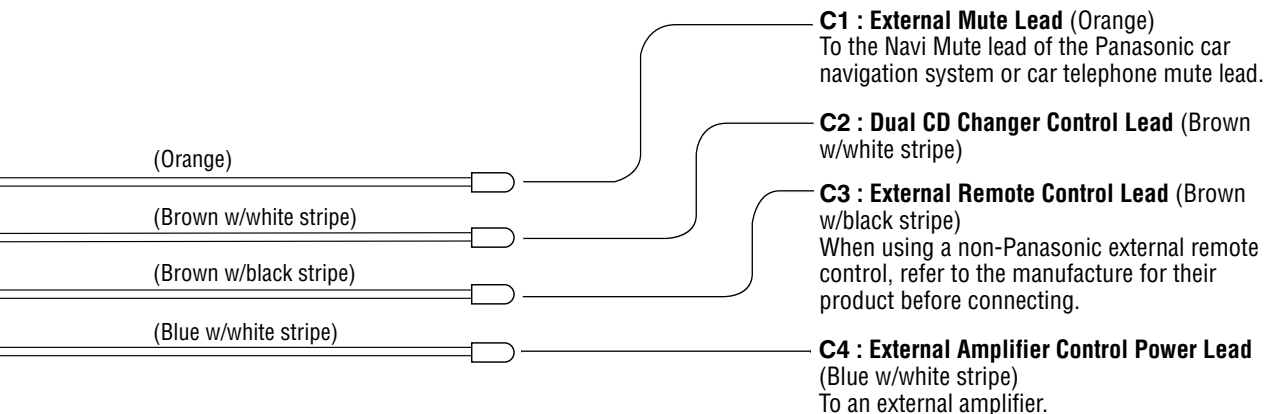 (Orange)
(Brown w/white stripe)
(Brown w/black stripe)
(Blue w/white stripe)
C1 : External Mute Lead (Orange)
To the Navi Mute lead of the Panasonic car
navigation system or car telephone mute lead.
C2 : Dual CD Changer Control Lead (Brown
w/white stripe)
C3 : External Remote Control Lead (Brown
w/black stripe)
When using a non-Panasonic external remote
control, refer to the manufacture for their
product before connecting.
C4 : External Amplifier Control Power Lead
(Blue w/white stripe)
To an external amplifier.